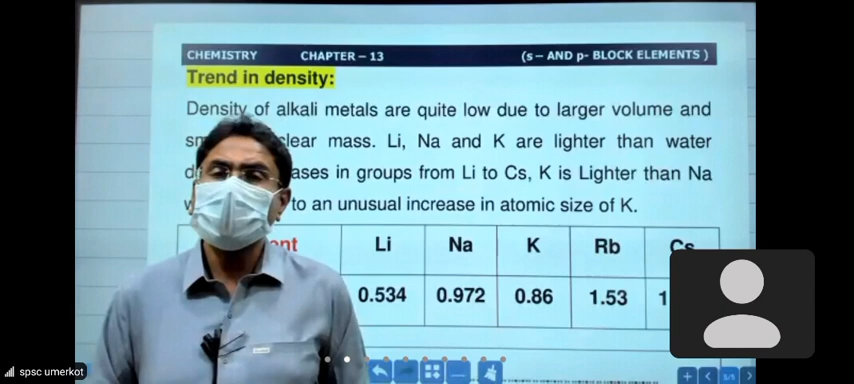 CHEMISTRY CHAPTER – 13 (s – AND p- BLOCK ELEMENTS )
Trend in density:
Density of alkali metals are quite low due to larger volume and
clear mass. Li, Na and K are lighter than water
ases in groups from Li to Cs, K is Lighter than Na
to an unusual increase in atomic size of K.
Li Na K Rb Cs
0.534 0.972 0.86 1.53 1
spsc umerkot